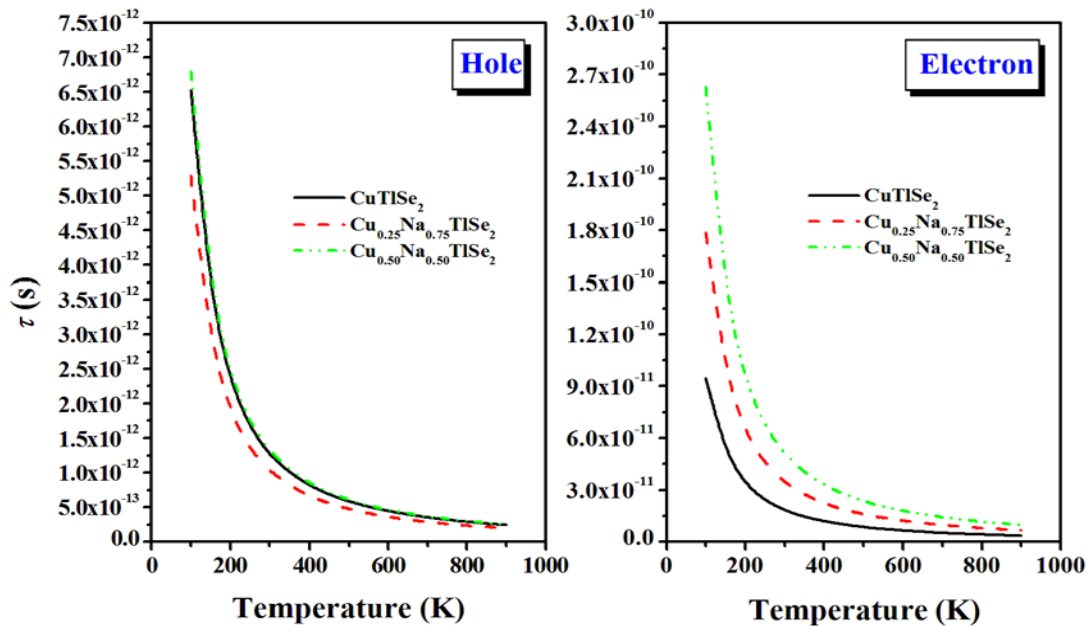 7.5x10⁻¹²
7.0x10⁻¹²
6.5x10⁻¹²
6.0x10⁻¹²
5.5x10⁻¹²
5.0x10⁻¹²
4.5x10⁻¹²
4.0x10⁻¹²
3.5x10⁻¹²
3.0x10⁻¹²
2.5x10⁻¹²
2.0x10⁻¹²
1.5x10⁻¹²
1.0x10⁻¹²
5.0x10⁻¹³
0.0
τ (s)
Hole
CuTlSe₂
Cu₀.₂₅Na₀.₇₅TlSe₂
Cu₀.₅₀Na₀.₅₀TlSe₂
0 200 400 600 800 1000
Temperature (K)
3.0x10⁻¹⁰
2.7x10⁻¹⁰
2.4x10⁻¹⁰
2.1x10⁻¹⁰
1.8x10⁻¹⁰
1.5x10⁻¹⁰
1.2x10⁻¹⁰
9.0x10⁻¹¹
6.0x10⁻¹¹
3.0x10⁻¹¹
0.0
Electron
CuTlSe₂
Cu₀.₂₅Na₀.₇₅TlSe₂
Cu₀.₅₀Na₀.₅₀TlSe₂
0 200 400 600 800 1000
Temperature (K)